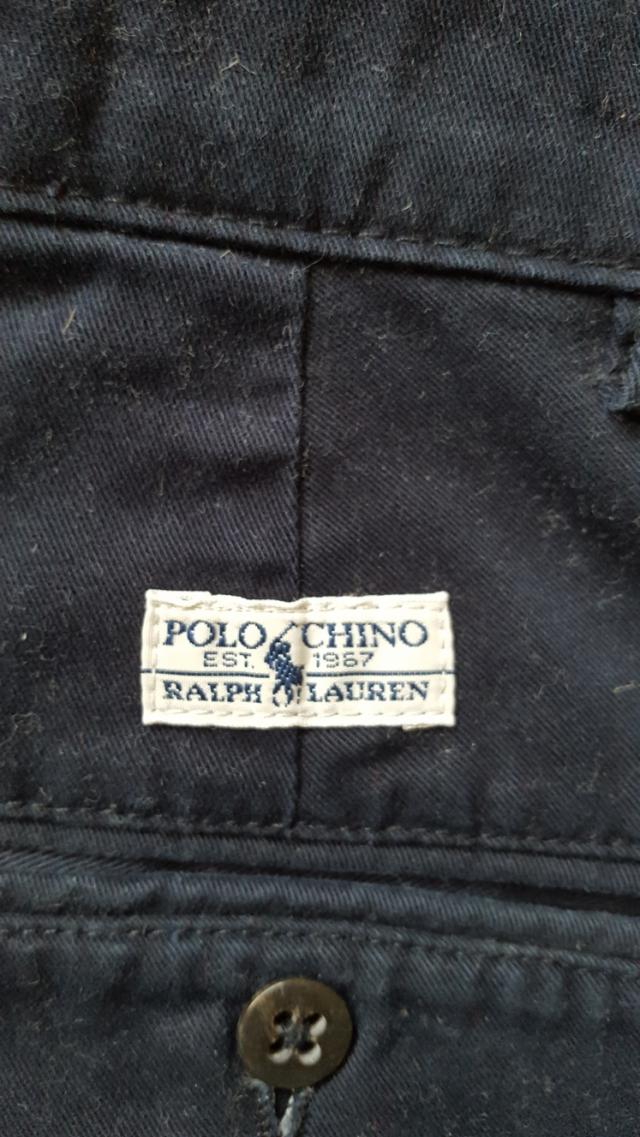 POLO CHINO
EST. 1967
RALPH LAUREN